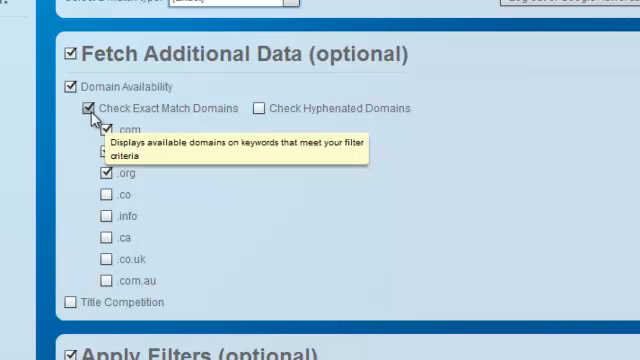 Fetch Additional Data (optional)
Domain Availability
Check Exact Match Domains Check Hyphenated Domains
.com
Displays available domains on keywords that meet your filter
criteria
.org
.co
.info
.ca
.co.uk
.com.au
Title Competition
Apply Filters (optional)